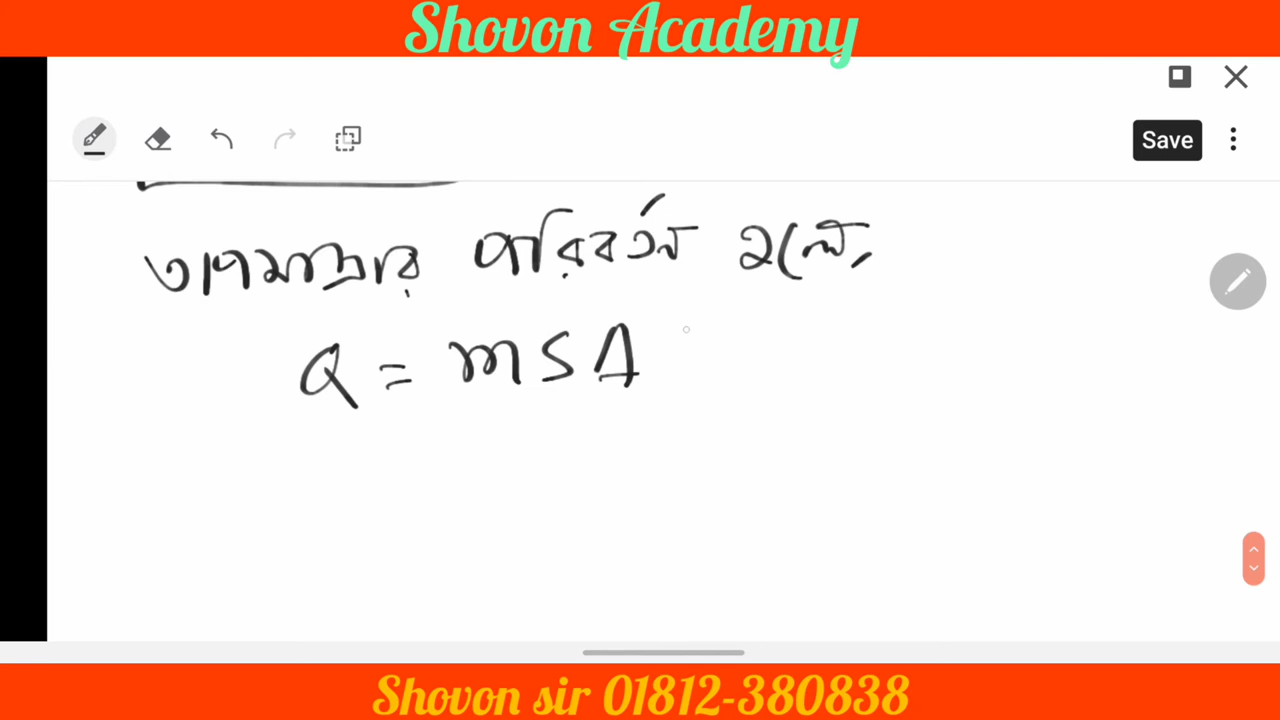 Shovon Academy
Save
তাপমাত্রার পরিবর্তন হলে,
Q = mSΔ
Shovon sir 01812-380838